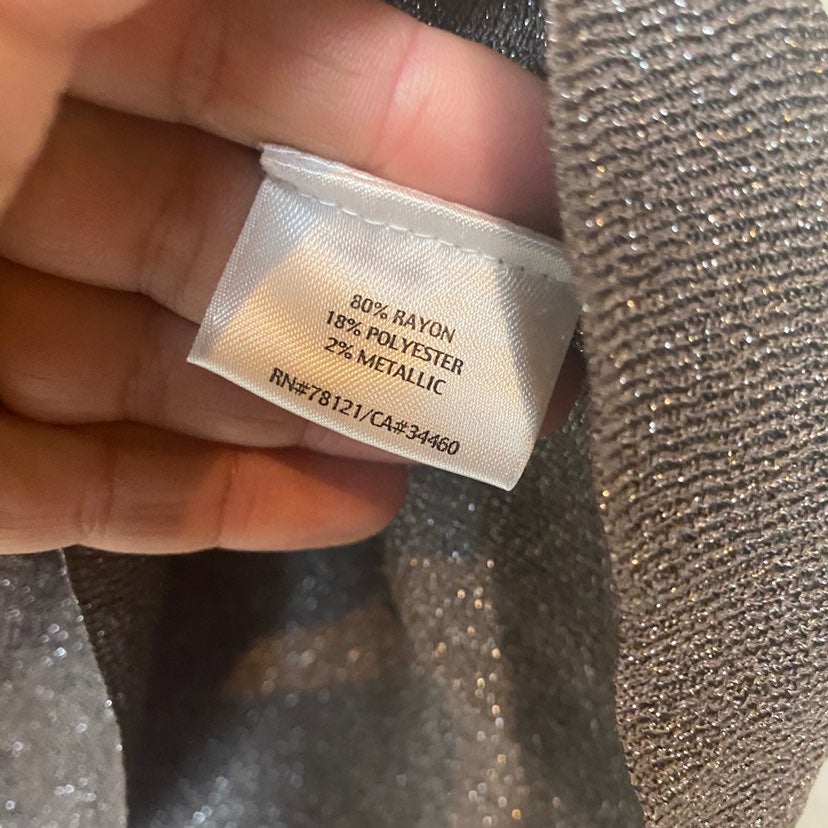 80% RAYON
18% POLYESTER
2% METALLIC
RN#78121/CA#34460